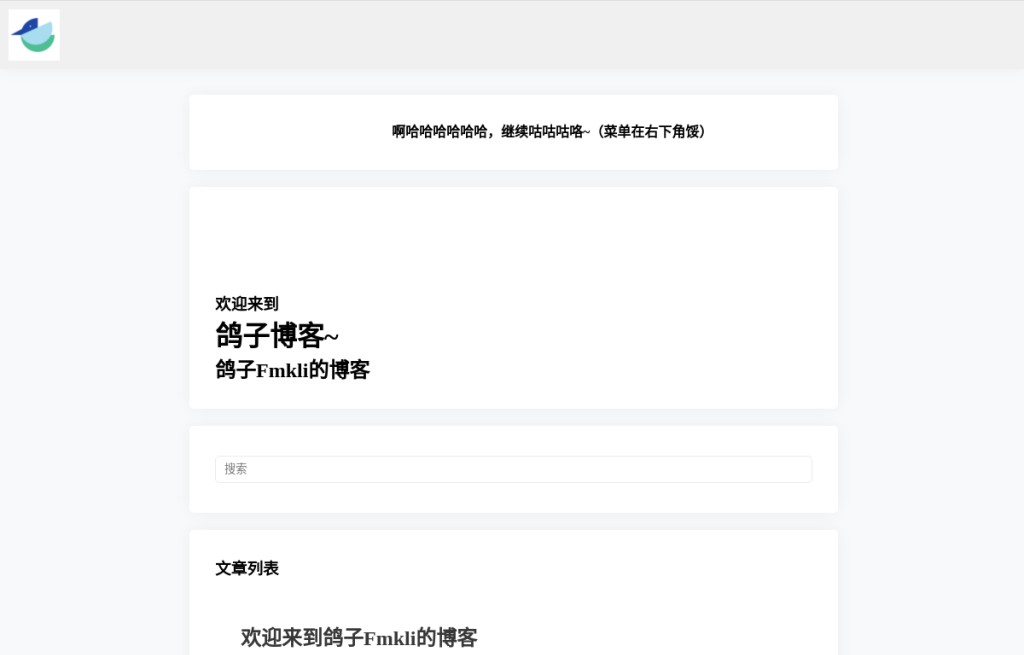 啊哈哈哈哈哈哈，继续咕咕咕咯~（菜单在右下角馁）
欢迎来到
鸽子博客~
鸽子Fmkli的博客
搜索
文章列表
欢迎来到鸽子Fmkli的博客